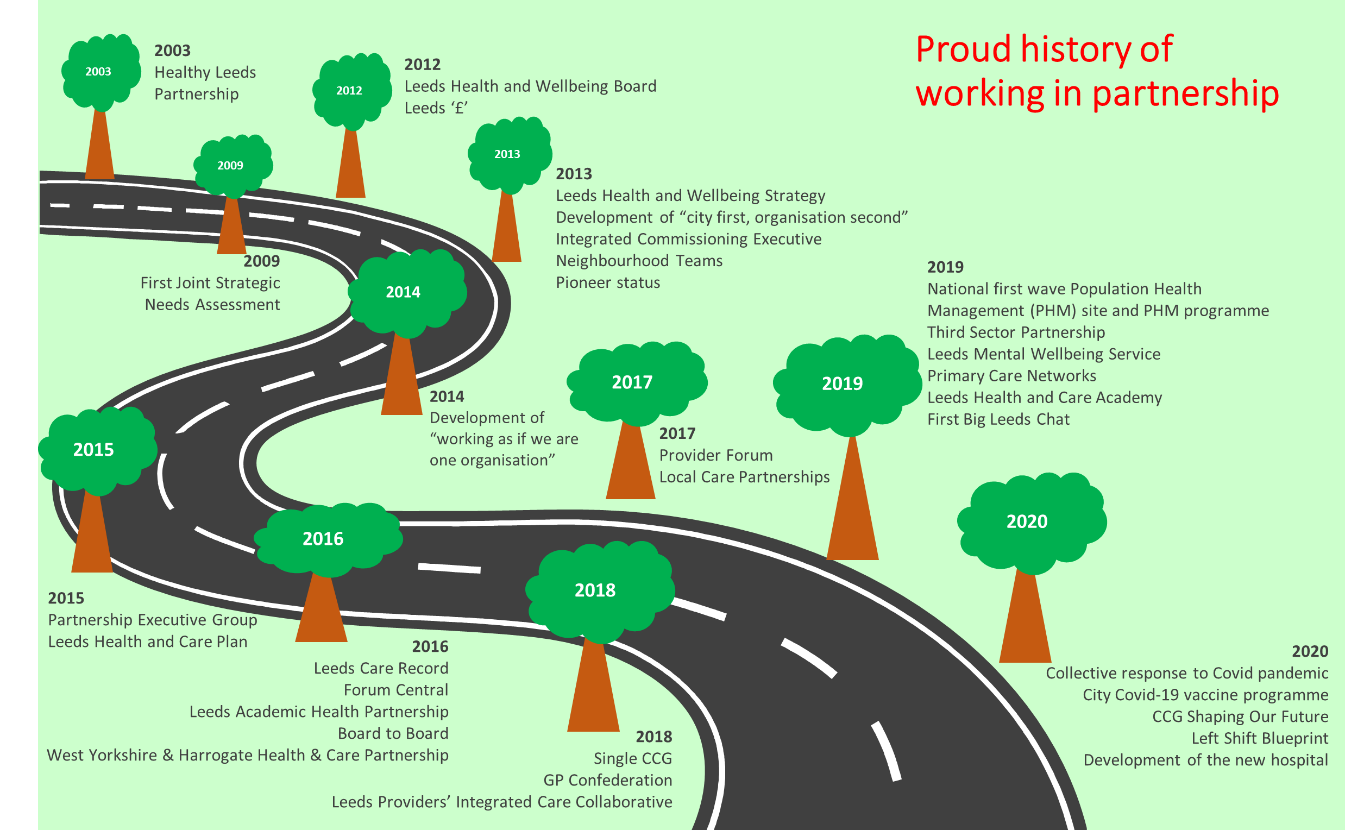 Proud history of
working in partnership
2003
2003
Healthy Leeds
Partnership
2009
2009
First Joint Strategic
Needs Assessment
2012
2012
Leeds Health and Wellbeing Board
Leeds ‘£’
2013
2013
Leeds Health and Wellbeing Strategy
Development of “city first, organisation second”
Integrated Commissioning Executive
Neighbourhood Teams
Pioneer status
2014
2014
Development of
“working as if we are
one organisation”
2015
2015
Partnership Executive Group
Leeds Health and Care Plan
2016
2016
Leeds Care Record
Forum Central
Leeds Academic Health Partnership
Board to Board
West Yorkshire & Harrogate Health & Care Partnership
2017
2017
Provider Forum
Local Care Partnerships
2018
2018
Single CCG
GP Confederation
Leeds Providers’ Integrated Care Collaborative
2019
2019
National first wave Population Health
Management (PHM) site and PHM programme
Third Sector Partnership
Leeds Mental Wellbeing Service
Primary Care Networks
Leeds Health and Care Academy
First Big Leeds Chat
2020
2020
Collective response to Covid pandemic
City Covid-19 vaccine programme
CCG Shaping Our Future
Left Shift Blueprint
Development of the new hospital